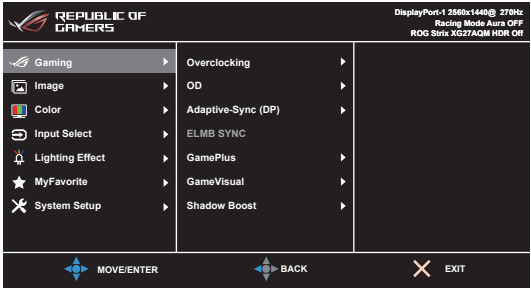 REPUBLIC OF
GAMERS
DisplayPort-1 2560x1440@ 270Hz
Racing Mode Aura OFF
ROG Strix XG27AQM HDR Off
Gaming
Image
Color
Input Select
Lighting Effect
MyFavorite
System Setup
Overclocking
OD
Adaptive-Sync (DP)
ELMB SYNC
GamePlus
GameVisual
Shadow Boost
MOVE/ENTER
BACK
EXIT